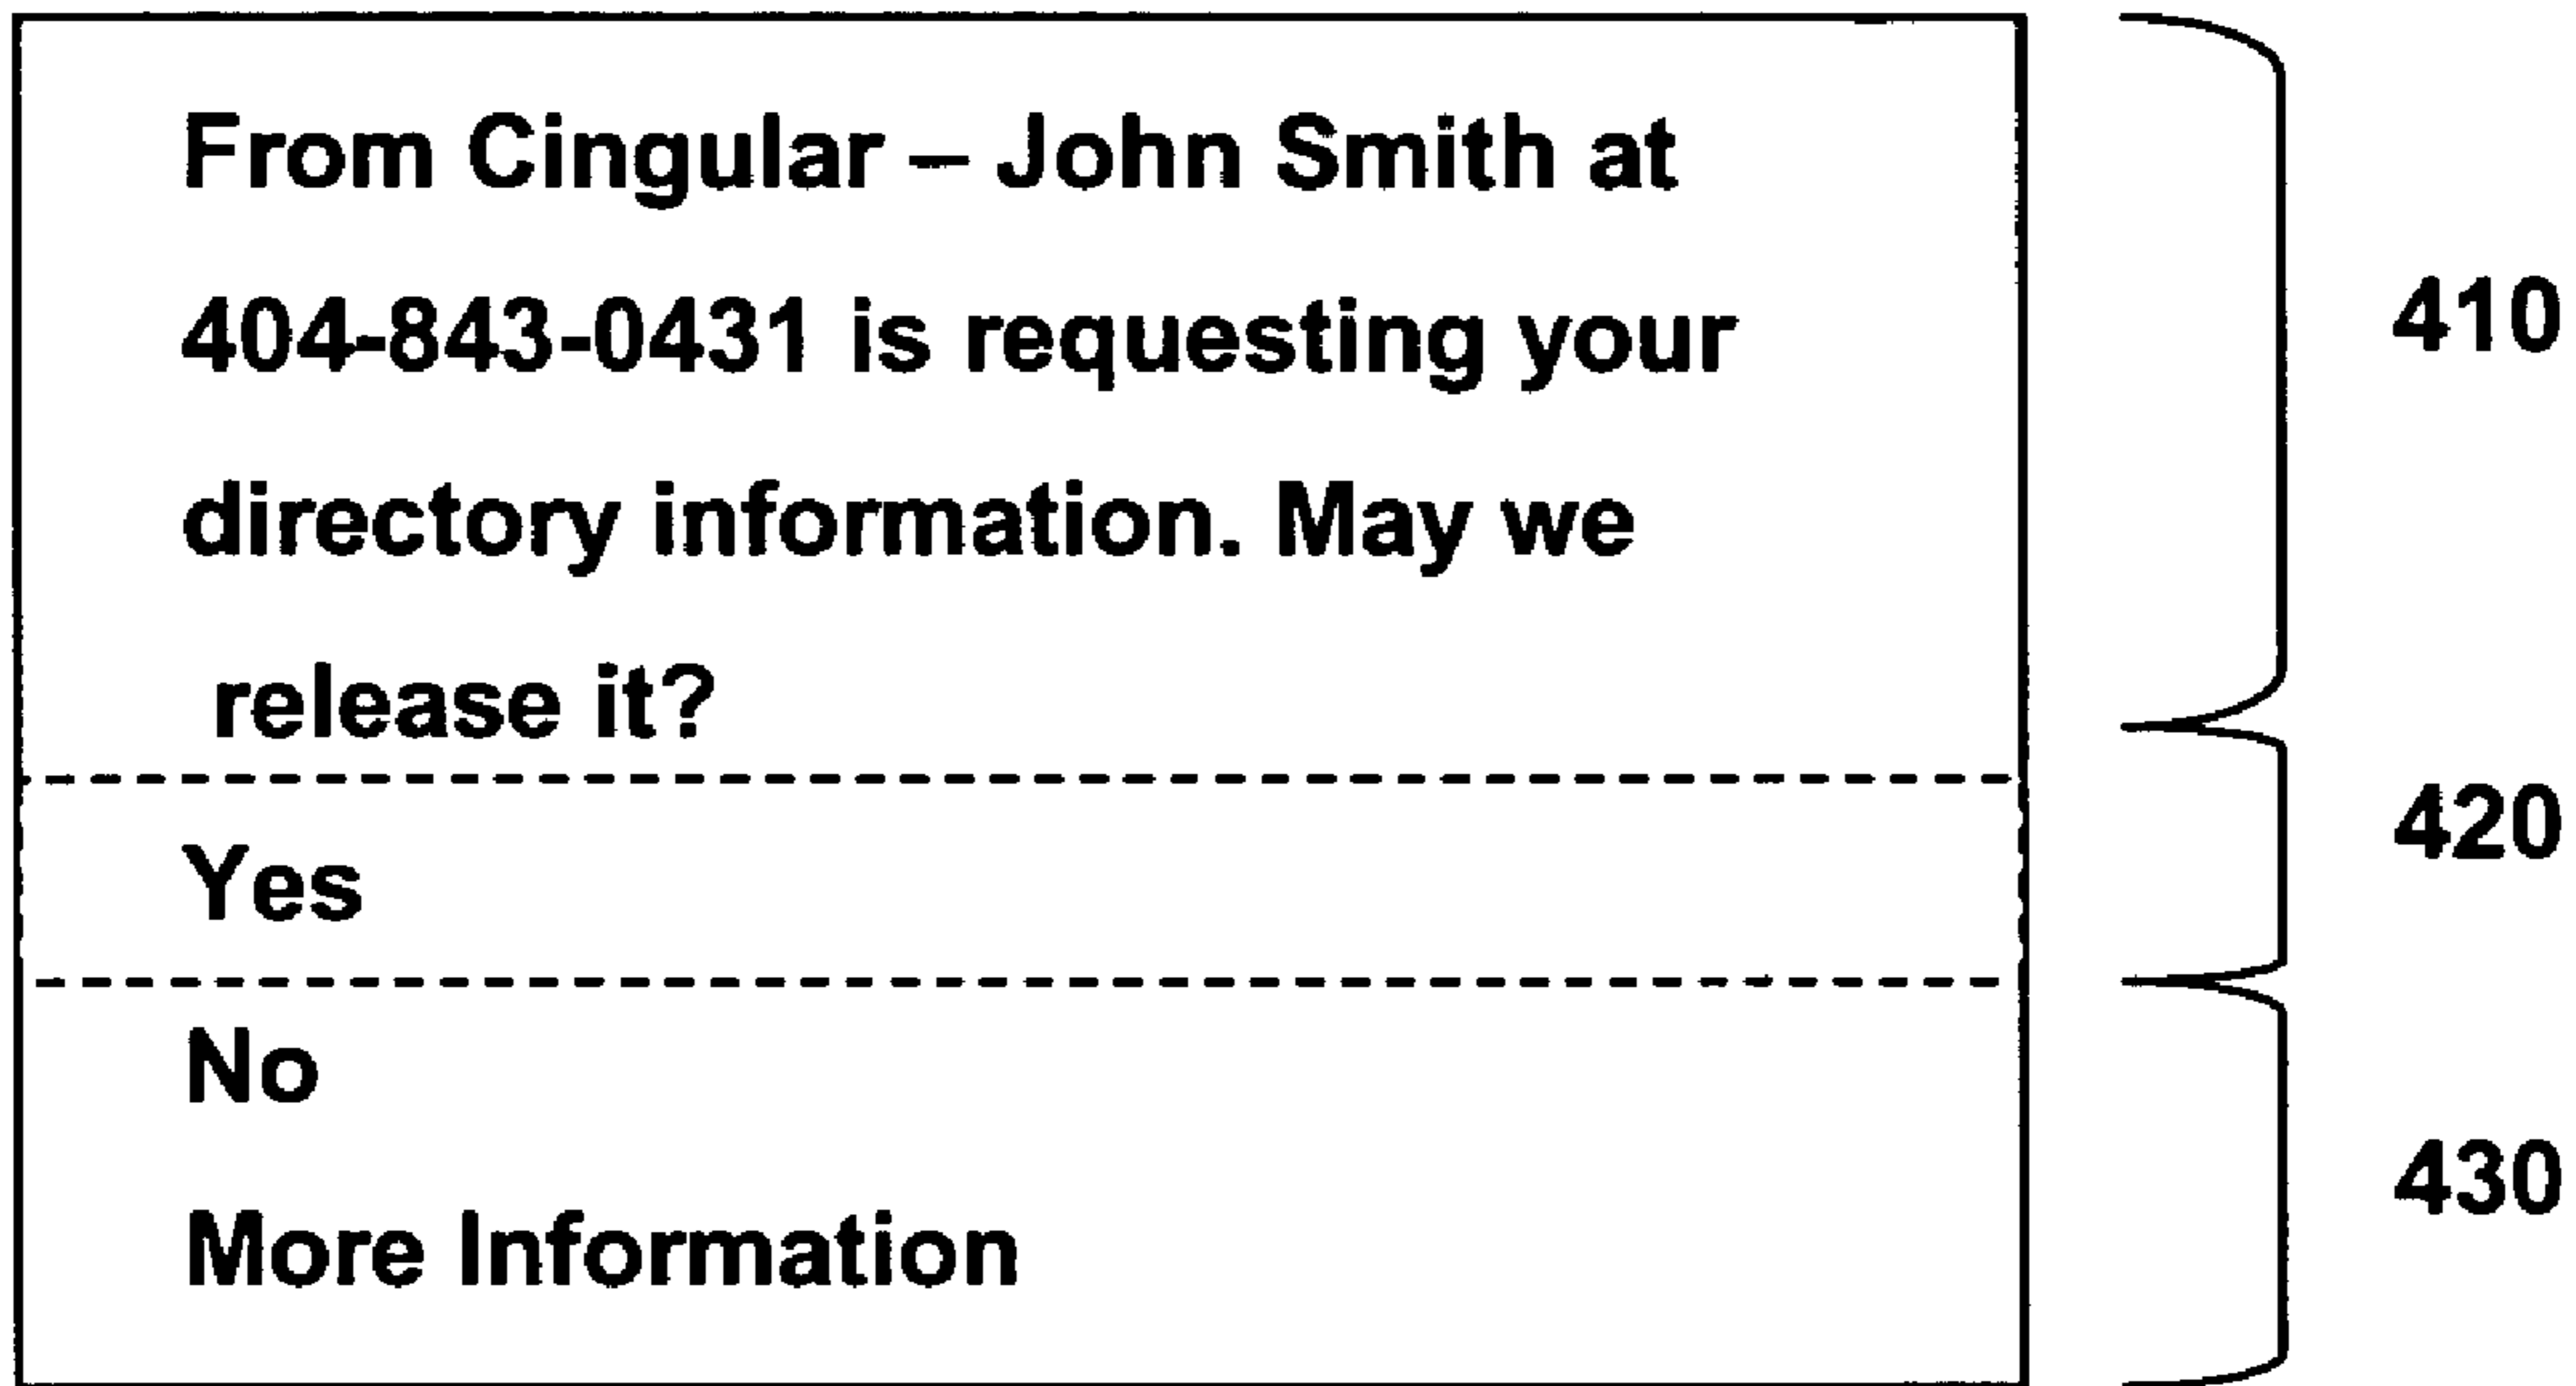 From Cingular – John Smith at
404-843-0431 is requesting your
directory information. May we
release it?
Yes
No
More Information
410
420
430